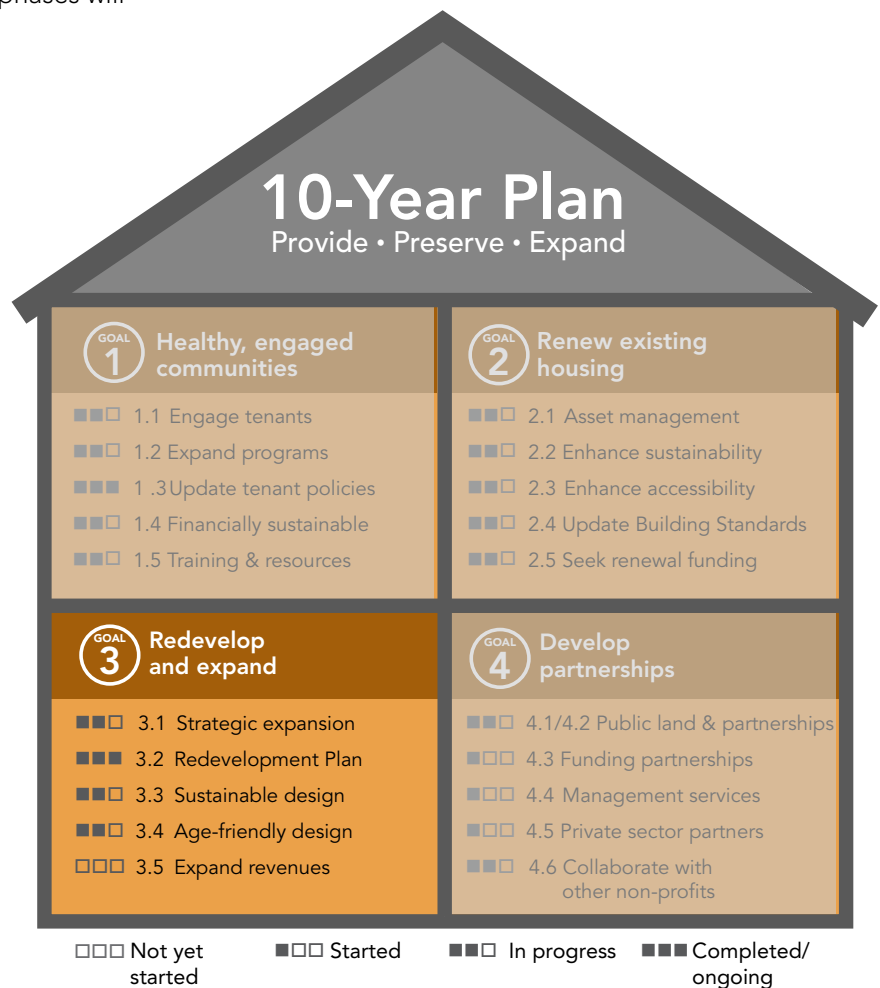 phases will
10-Year Plan
Provide • Preserve • Expand
GOAL
1
Healthy, engaged
communities
■■□ 1.1 Engage tenants
■■□ 1.2 Expand programs
■■■ 1 .3Update tenant policies
■■□ 1.4 Financially sustainable
■■□ 1.5 Training & resources
GOAL
2
Renew existing
housing
■■□ 2.1 Asset management
■■□ 2.2 Enhance sustainability
■■□ 2.3 Enhance accessibility
■■□ 2.4 Update Building Standards
■■□ 2.5 Seek renewal funding
GOAL
3
Redevelop
and expand
■■□ 3.1 Strategic expansion
■■■ 3.2 Redevelopment Plan
■■□ 3.3 Sustainable design
■■□ 3.4 Age-friendly design
□□□ 3.5 Expand revenues
GOAL
4
Develop
partnerships
■■□ 4.1/4.2 Public land & partnerships
■□□ 4.3 Funding partnerships
■□□ 4.4 Management services
■□□ 4.5 Private sector partners
■■□ 4.6 Collaborate with
other non-profits
□□□ Not yet
started
■□□ Started
■■□ In progress
■■■ Completed/
ongoing